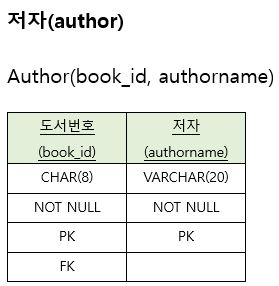 저자(author)
Author(book_id, authorname)
도서번호 저자
(book_id) (authorname)
CHAR(8) VARCHAR(20)
NOT NULL NOT NULL
PK PK
FK